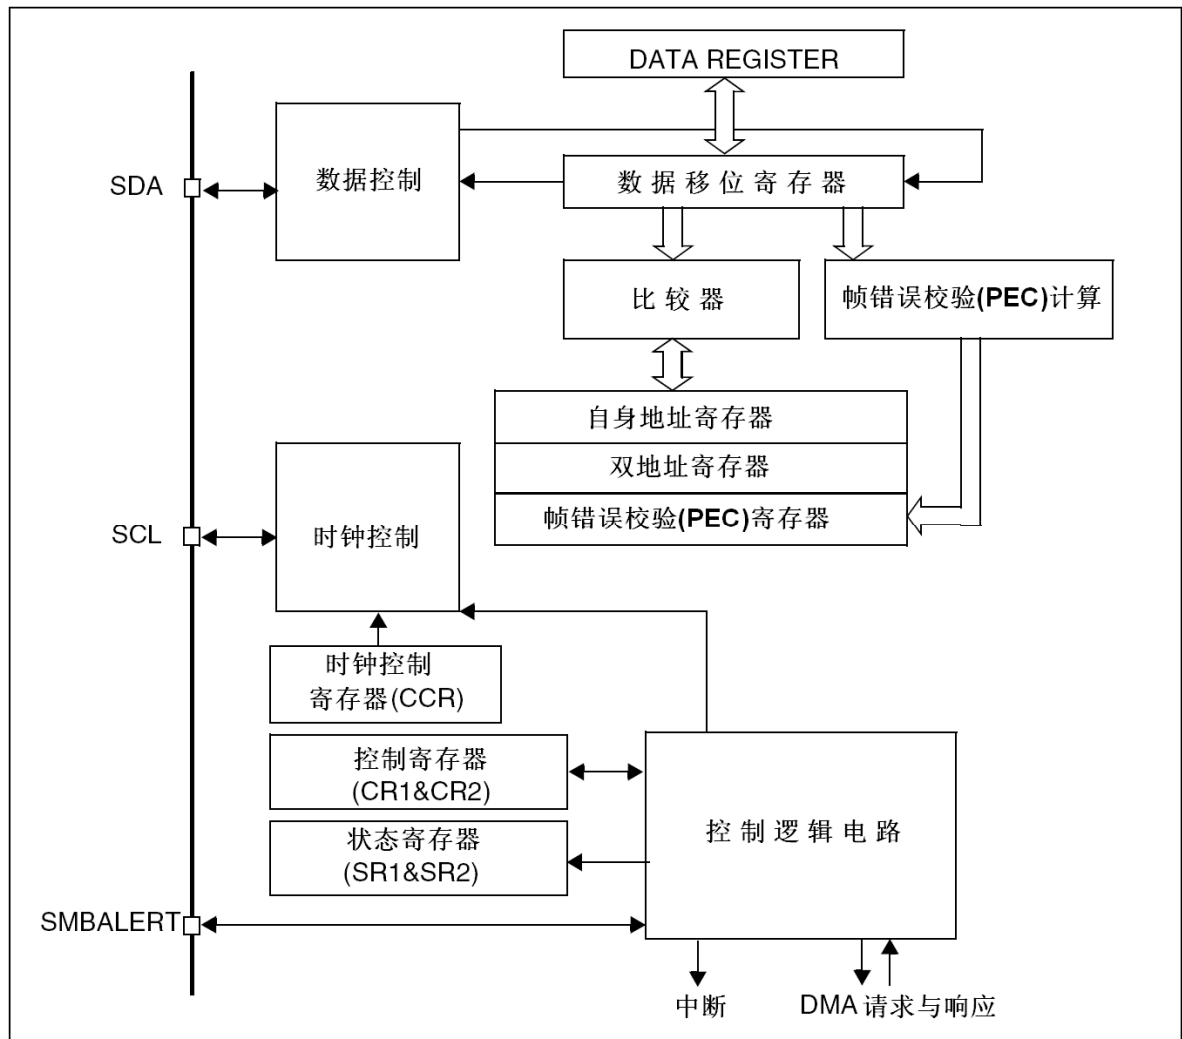 DATA REGISTER
SDA
数据控制
数据移位寄存器
比较器
帧错误校验(PEC)计算
自身地址寄存器
双地址寄存器
帧错误校验(PEC)寄存器
SCL
时钟控制
时钟控制
寄存器(CCR)
控制寄存器
(CR1&CR2)
控制逻辑电路
状态寄存器
(SR1&SR2)
SMBALERT
中断
DMA 请求与响应